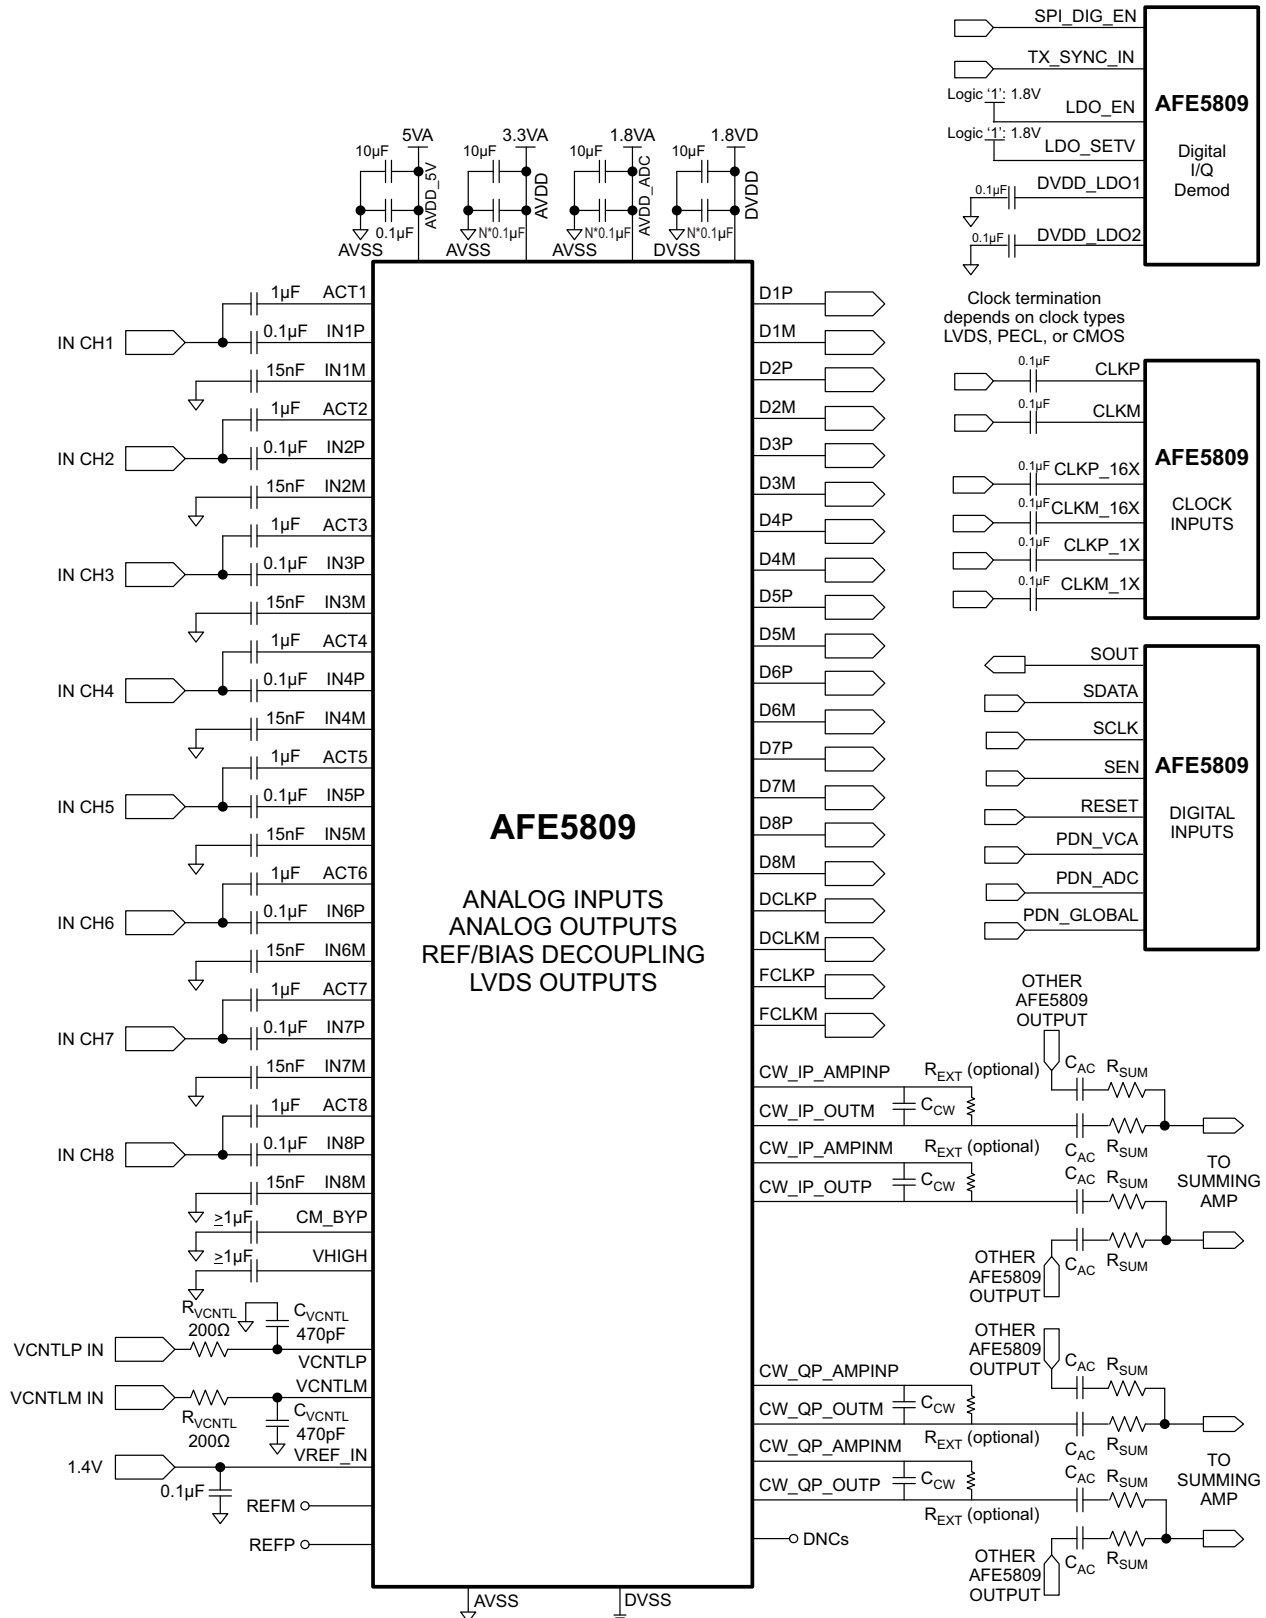 5VA
3.3VA
1.8VA
1.8VD
10µF
10µF
10µF
10µF
AVDD_5V
AVDD
AVDD_ADC
DVDD
0.1µF
N*0.1µF
N*0.1µF
N*0.1µF
AVSS
AVSS
AVSS
DVSS
IN CH1
1µF ACT1
0.1µF IN1P
15nF IN1M
IN CH2
1µF ACT2
0.1µF IN2P
15nF IN2M
IN CH3
1µF ACT3
0.1µF IN3P
15nF IN3M
IN CH4
1µF ACT4
0.1µF IN4P
15nF IN4M
IN CH5
1µF ACT5
0.1µF IN5P
15nF IN5M
IN CH6
1µF ACT6
0.1µF IN6P
15nF IN6M
IN CH7
1µF ACT7
0.1µF IN7P
15nF IN7M
IN CH8
1µF ACT8
0.1µF IN8P
15nF IN8M
≥1µF CM_BYP
≥1µF VHIGH
RVCNTL
200Ω
CVCNTL
470pF
VCNTLP IN
VCNTLP
VCNTLM IN
VCNTLM
RVCNTL
200Ω
CVCNTL
470pF
1.4V
VREF_IN
0.1µF
REFM
REFP
AFE5809
ANALOG INPUTS
ANALOG OUTPUTS
REF/BIAS DECOUPLING
LVDS OUTPUTS
AVSS
DVSS
D1P
D1M
D2P
D2M
D3P
D3M
D4P
D4M
D5P
D5M
D6P
D6M
D7P
D7M
D8P
D8M
DCLKP
DCLKM
FCLKP
FCLKM
CW_IP_AMPINP
REXT (optional)
CCW
CW_IP_OUTM
CW_IP_AMPINM
REXT (optional)
CCW
CW_IP_OUTP
OTHER
AFE5809
OUTPUT
CAC
RSUM
CAC
RSUM
CAC
RSUM
CAC
RSUM
TO
SUMMING
AMP
OTHER
AFE5809
OUTPUT
CW_QP_AMPINP
CCW
CW_QP_OUTM
REXT (optional)
CW_QP_AMPINM
CCW
CW_QP_OUTP
REXT (optional)
OTHER
AFE5809
OUTPUT
CAC
RSUM
CAC
RSUM
CAC
RSUM
CAC
RSUM
TO
SUMMING
AMP
OTHER
AFE5809
OUTPUT
DNCs
SPI_DIG_EN
TX_SYNC_IN
Logic '1': 1.8V
LDO_EN
Logic '1': 1.8V
LDO_SETV
0.1µF
DVDD_LDO1
0.1µF
DVDD_LDO2
AFE5809
Digital
I/Q
Demod
Clock termination
depends on clock types
LVDS, PECL, or CMOS
0.1µF CLKP
0.1µF CLKM
0.1µF CLKP_16X
0.1µF CLKM_16X
0.1µF CLKP_1X
0.1µF CLKM_1X
AFE5809
CLOCK
INPUTS
SOUT
SDATA
SCLK
SEN
RESET
PDN_VCA
PDN_ADC
PDN_GLOBAL
AFE5809
DIGITAL
INPUTS